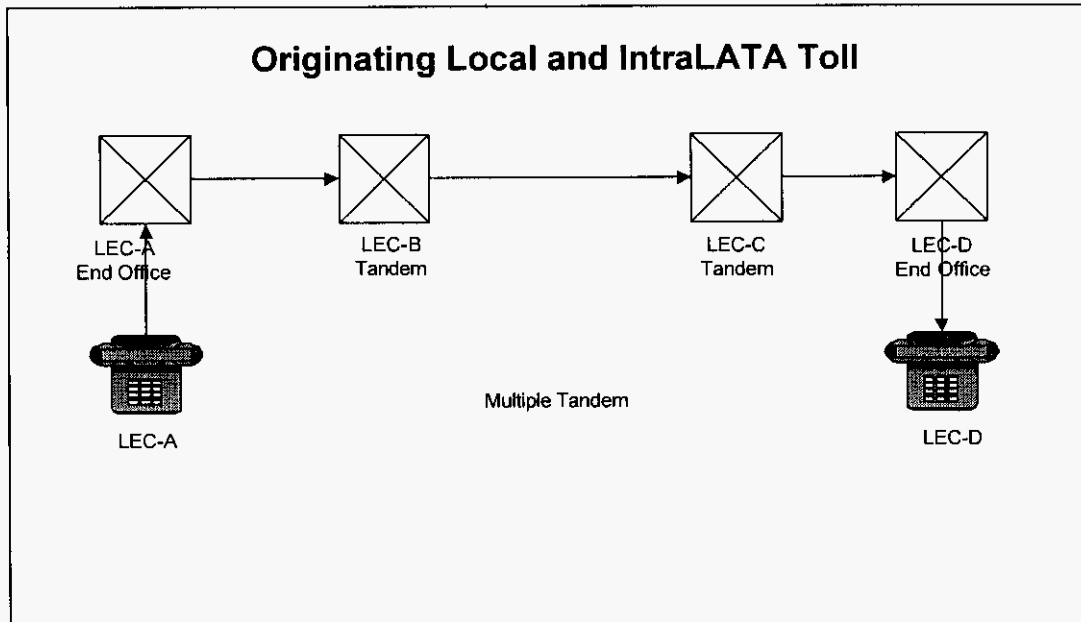 Originating Local and IntraLATA Toll
LEC-A
End Office
LEC-B
Tandem
LEC-C
Tandem
LEC-D
End Office
Multiple Tandem
LEC-A
LEC-D